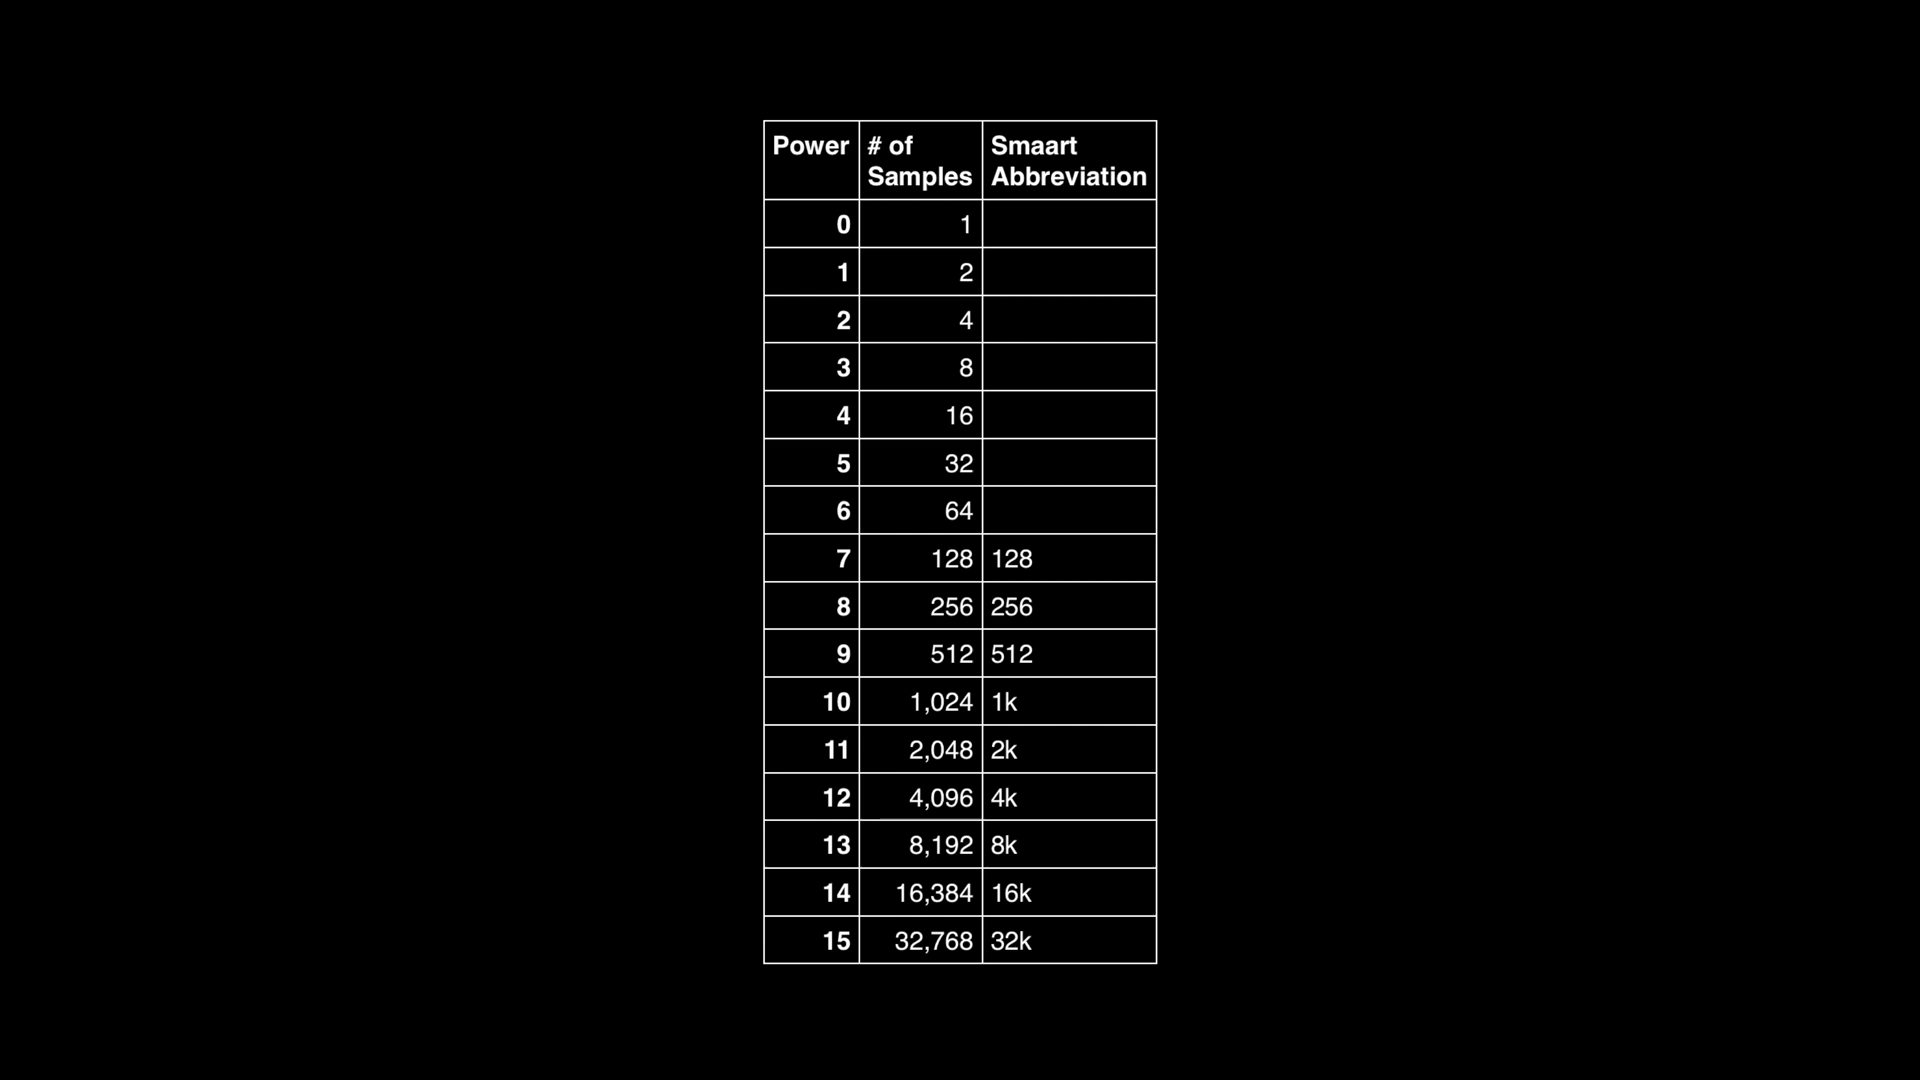 Power # of Samples Smaart Abbreviation
0 1
1 2
2 4
3 8
4 16
5 32
6 64
7 128 128
8 256 256
9 512 512
10 1,024 1k
11 2,048 2k
12 4,096 4k
13 8,192 8k
14 16,384 16k
15 32,768 32k